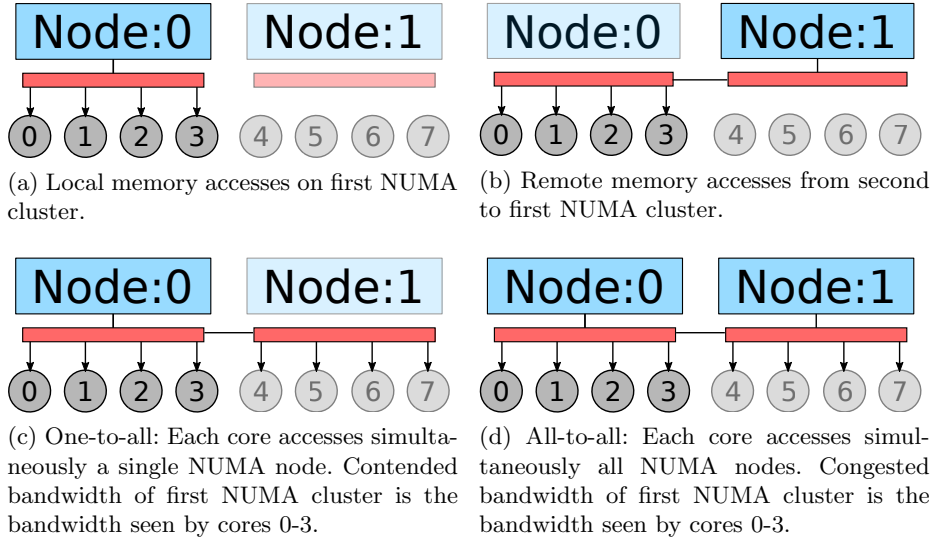 Node:0 Node:1
0 1 2 3 4 5 6 7
(a) Local memory accesses on first NUMA
cluster.
Node:0 Node:1
0 1 2 3 4 5 6 7
(b) Remote memory accesses from second
to first NUMA cluster.
Node:0 Node:1
0 1 2 3 4 5 6 7
(c) One-to-all: Each core accesses simulta-
neously a single NUMA node. Contended
bandwidth of first NUMA cluster is the
bandwidth seen by cores 0-3.
Node:0 Node:1
0 1 2 3 4 5 6 7
(d) All-to-all: Each core accesses simul-
taneously all NUMA nodes. Congested
bandwidth of first NUMA cluster is the
bandwidth seen by cores 0-3.